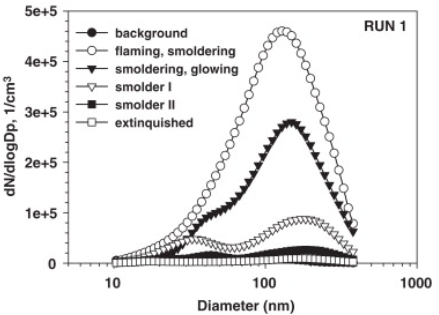 5e+5
RUN 1
background
flaming, smoldering
4e+5
smoldering, glowing
smolder I
3e+5
smolder II
extinquished
2e+5
1e+5
0
dN/dlogDp, 1/cm³
10 100 1000
Diameter (nm)